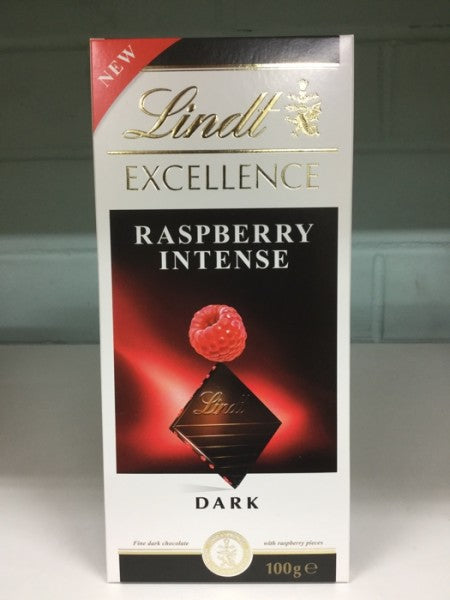 NEW
Lindt
EXCELLENCE
RASPBERRY
INTENSE
Lindt
DARK
Fine dark chocolate with raspberry pieces
100g e